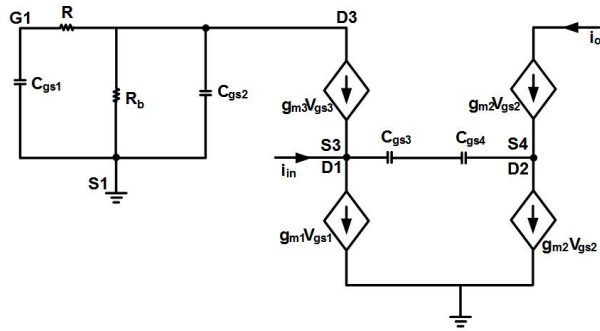 G1 R D3
Cgs1
Rb
Cgs2
gm3Vgs3
gm2Vgs2
io
S1
iin
S3
D1
Cgs3
Cgs4
S4
D2
gm1Vgs1
gm2Vgs2